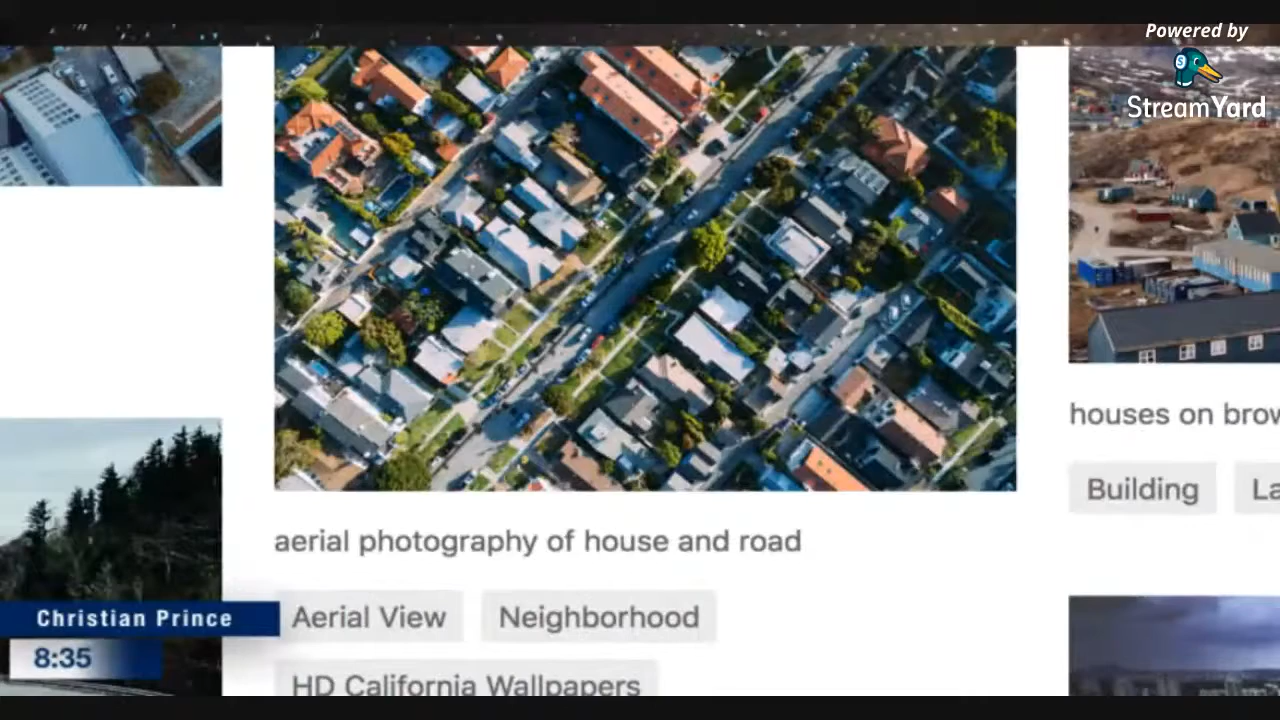 Powered by
StreamYard
houses on brow
Building
La
aerial photography of house and road
Aerial View
Neighborhood
HD California Wallpapers
Christian Prince
8:35